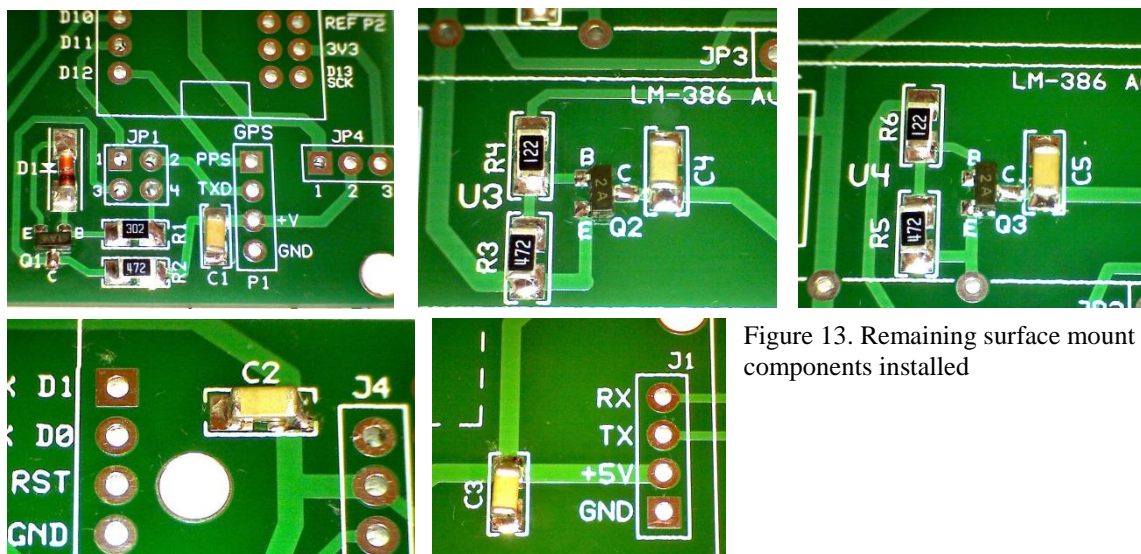 D10
REF P2
D11
3V3
D12
D13
SCK
GPS
JP1
JP4
D1
1
2
PPS
3
4
TXD
1 2 3
+V
E
B
302
R1
Q1
472
R2
GND
C
C1
P1
JP3
LM-386 AU
R4
122
B
C
C4
U3
2A
R3
472
E
Q2
LM-386 A
R6
122
B
C
C5
U4
2A
R5
472
E
Q3
Figure 13. Remaining surface mount
components installed
C2
D1
J4
D0
RST
GND
J1
RX
TX
+5V
C3
GND